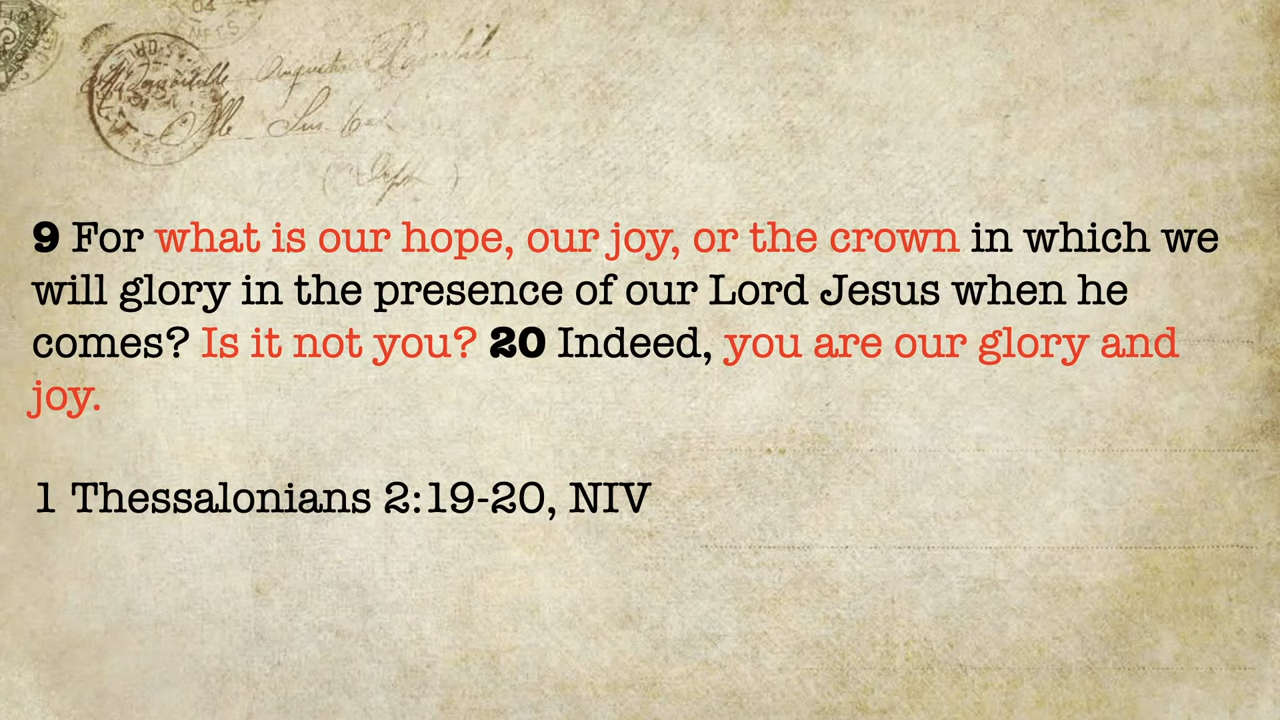 9 For what is our hope, our joy, or the crown in which we
will glory in the presence of our Lord Jesus when he
comes? Is it not you? 20 Indeed, you are our glory and
joy.
1 Thessalonians 2:19-20, NIV